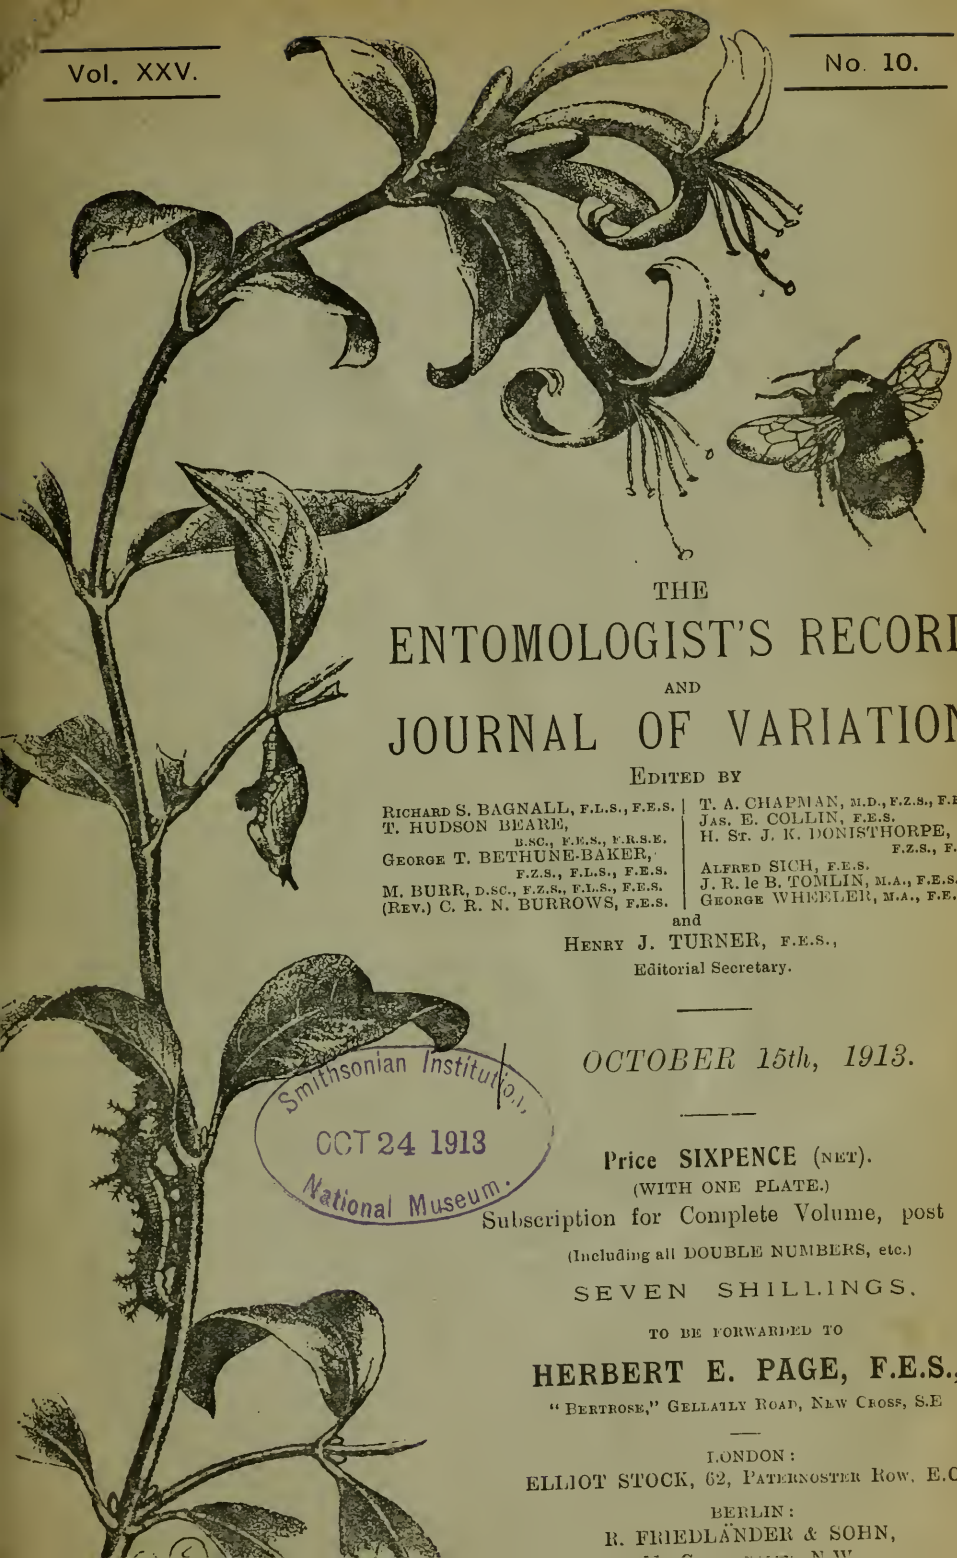 Vol. XXV.
No. 10.
THE
ENTOMOLOGIST'S RECORD
AND
JOURNAL OF VARIATION
EDITED BY
RICHARD S. BAGNALL, F.L.S., F.E.S.
T. HUDSON BEARE,
B.SC., F.E.S., F.R.S.E.
GEORGE T. BETHUNE-BAKER,
F.Z.S., F.L.S., F.E.S.
M. BURR, D.SC., F.Z.S., F.L.S., F.E.S.
(REV.) C. R. N. BURROWS, F.E.S.
T. A. CHAPMAN, M.D., F.Z.S., F.E
JAS. E. COLLIN, F.E.S.
H. ST. J. K. DONISTHORPE,
F.Z.S., F.
ALFRED SICH, F.E.S.
J. R. le B. TOMLIN, M.A., F.E.S.
GEORGE WHEELER, M.A., F.E.
and
HENRY J. TURNER, F.E.S.,
Editorial Secretary.
OCTOBER 15th, 1913.
Smithsonian Institution,
OCT 24 1913
National Museum.
Price SIXPENCE (NET).
(WITH ONE PLATE.)
Subscription for Complete Volume, post
(Including all DOUBLE NUMBERS, etc.)
SEVEN SHILLINGS.
TO BE FORWARDED TO
HERBERT E. PAGE, F.E.S.,
"BERTROSE," GELLATLY ROAD, NEW CROSS, S.E
LONDON:
ELLIOT STOCK, 62, PATERNOSTER ROW, E.C
BERLIN:
R. FRIEDLÄNDER & SOHN,